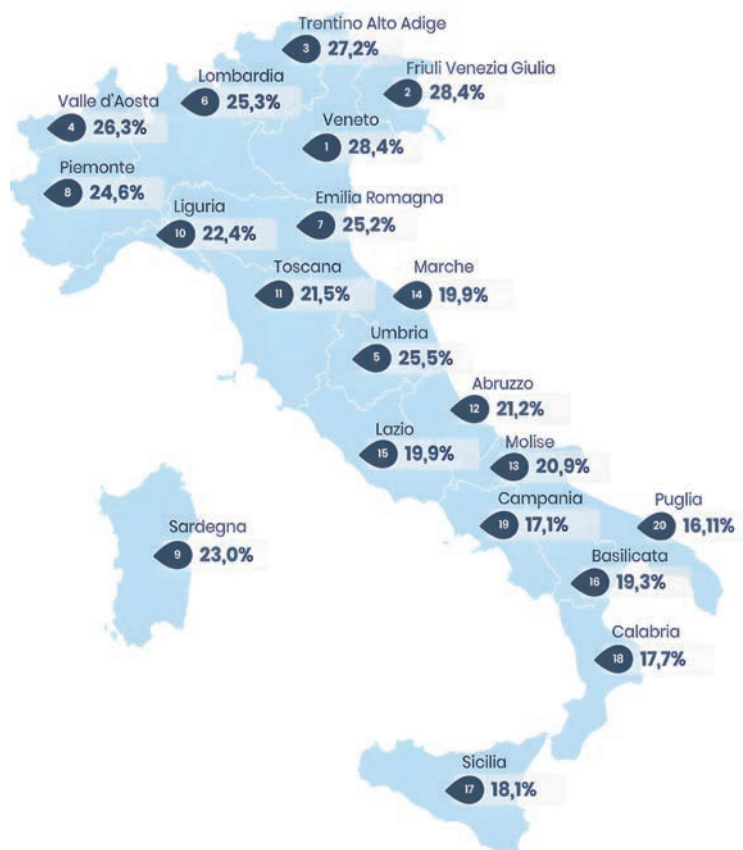 Trentino Alto Adige
3 27,2%
Friuli Venezia Giulia
2 28,4%
Lombardia
6 25,3%
Valle d'Aosta
4 26,3%
Veneto
1 28,4%
Piemonte
8 24,6%
Emilia Romagna
7 25,2%
Liguria
10 22,4%
Toscana
11 21,5%
Marche
14 19,9%
Umbria
5 25,5%
Abruzzo
12 21,2%
Lazio
15 19,9%
Molise
13 20,9%
Campania
19 17,1%
Puglia
20 16,11%
Sardegna
9 23,0%
Basilicata
16 19,3%
Calabria
18 17,7%
Sicilia
17 18,1%